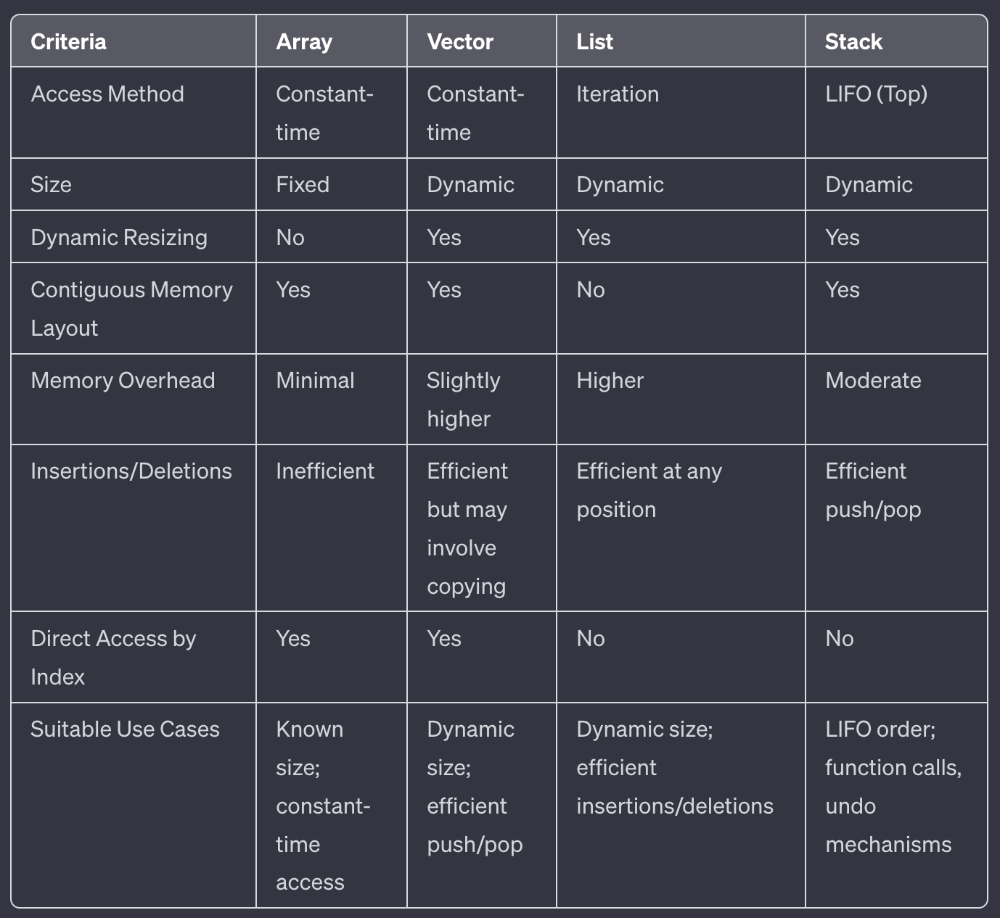 Criteria Array Vector List Stack
Access Method Constant- Constant- Iteration LIFO (Top)
time time
Size Fixed Dynamic Dynamic Dynamic
Dynamic Resizing No Yes Yes Yes
Contiguous Memory Yes Yes No Yes
Layout
Memory Overhead Minimal Slightly Higher Moderate
higher
Insertions/Deletions Inefficient Efficient Efficient at any Efficient
but may position push/pop
involve
copying
Direct Access by Yes Yes No No
Index
Suitable Use Cases Known Dynamic Dynamic size; LIFO order;
size; size; efficient function calls,
constant- efficient insertions/deletions undo
time push/pop mechanisms
access